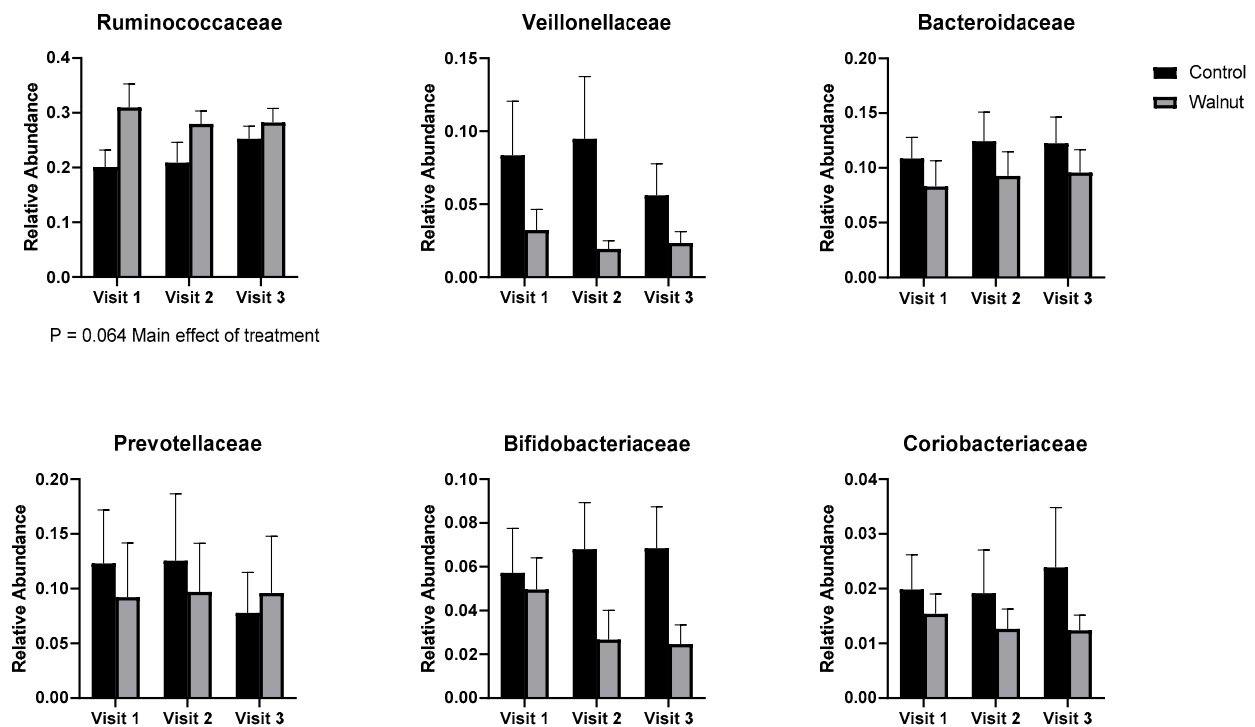 Ruminococcaceae
Relative Abundance
0.4
0.3
0.2
0.1
0.0
Visit 1 Visit 2 Visit 3
P = 0.064 Main effect of treatment
Veillonellaceae
Relative Abundance
0.15
0.10
0.05
0.00
Visit 1 Visit 2 Visit 3
Bacteroidaceae
Relative Abundance
0.20
0.15
0.10
0.05
0.00
Visit 1 Visit 2 Visit 3
Control
Walnut
Prevotellaceae
Relative Abundance
0.20
0.15
0.10
0.05
0.00
Visit 1 Visit 2 Visit 3
Bifidobacteriaceae
Relative Abundance
0.10
0.08
0.06
0.04
0.02
0.00
Visit 1 Visit 2 Visit 3
Coriobacteriaceae
Relative Abundance
0.04
0.03
0.02
0.01
0.00
Visit 1 Visit 2 Visit 3